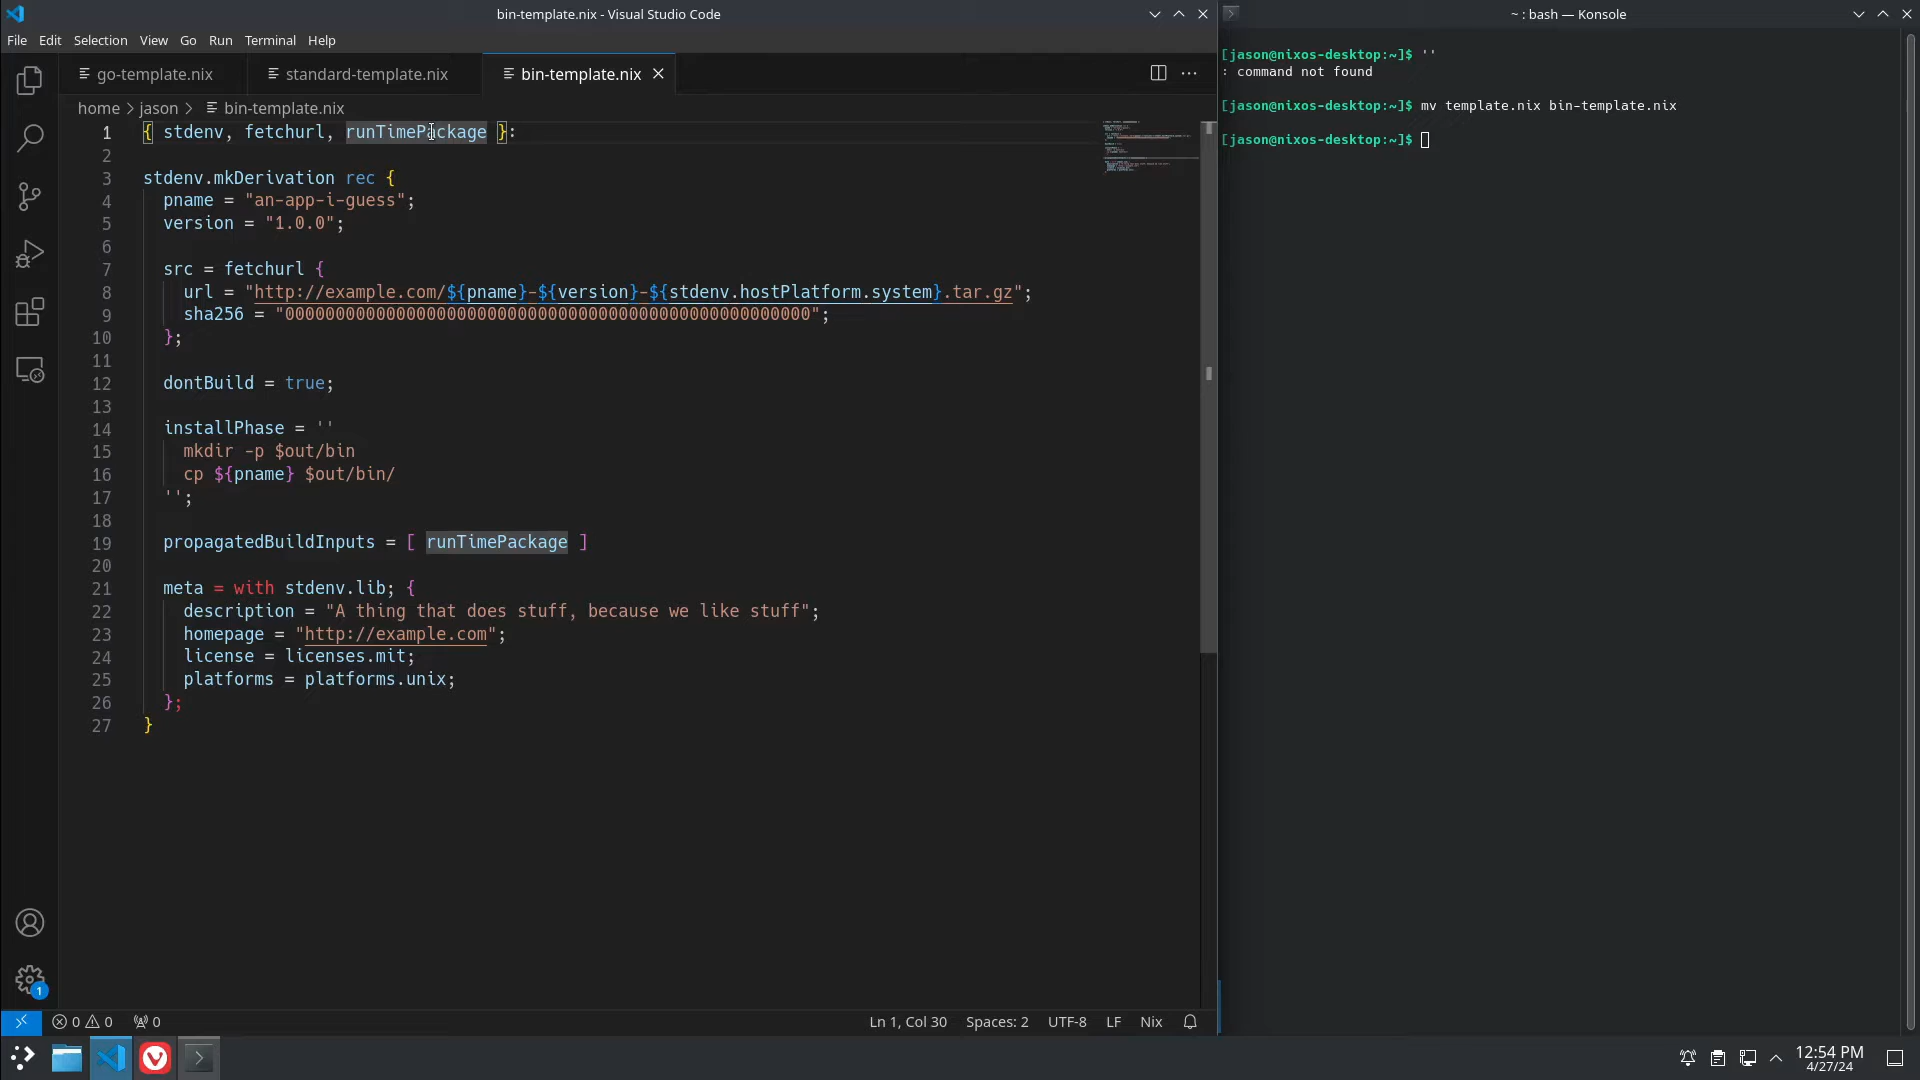 bin-template.nix - Visual Studio Code
File Edit Selection View Go Run Terminal Help
go-template.nix standard-template.nix bin-template.nix
home > jason > bin-template.nix
1 { stdenv, fetchurl, runTimePackage }:
2
3 stdenv.mkDerivation rec {
4 pname = "an-app-i-guess";
5 version = "1.0.0";
6
7 src = fetchurl {
8 url = "http://example.com/${pname}-${version}-${stdenv.hostPlatform.system}.tar.gz";
9 sha256 = "0000000000000000000000000000000000000000000000000000";
10 };
11
12 dontBuild = true;
13
14 installPhase = ''
15 mkdir -p $out/bin
16 cp ${pname} $out/bin/
17 '';
18
19 propagatedBuildInputs = [ runTimePackage ]
20
21 meta = with stdenv.lib; {
22 description = "A thing that does stuff, because we like stuff";
23 homepage = "http://example.com";
24 license = licenses.mit;
25 platforms = platforms.unix;
26 };
27 }
1
0 0 0
Ln 1, Col 30 Spaces: 2 UTF-8 LF Nix
~ : bash — Konsole
[jason@nixos-desktop:~]$ ''
: command not found
[jason@nixos-desktop:~]$ mv template.nix bin-template.nix
[jason@nixos-desktop:~]$
12:54 PM
4/27/24